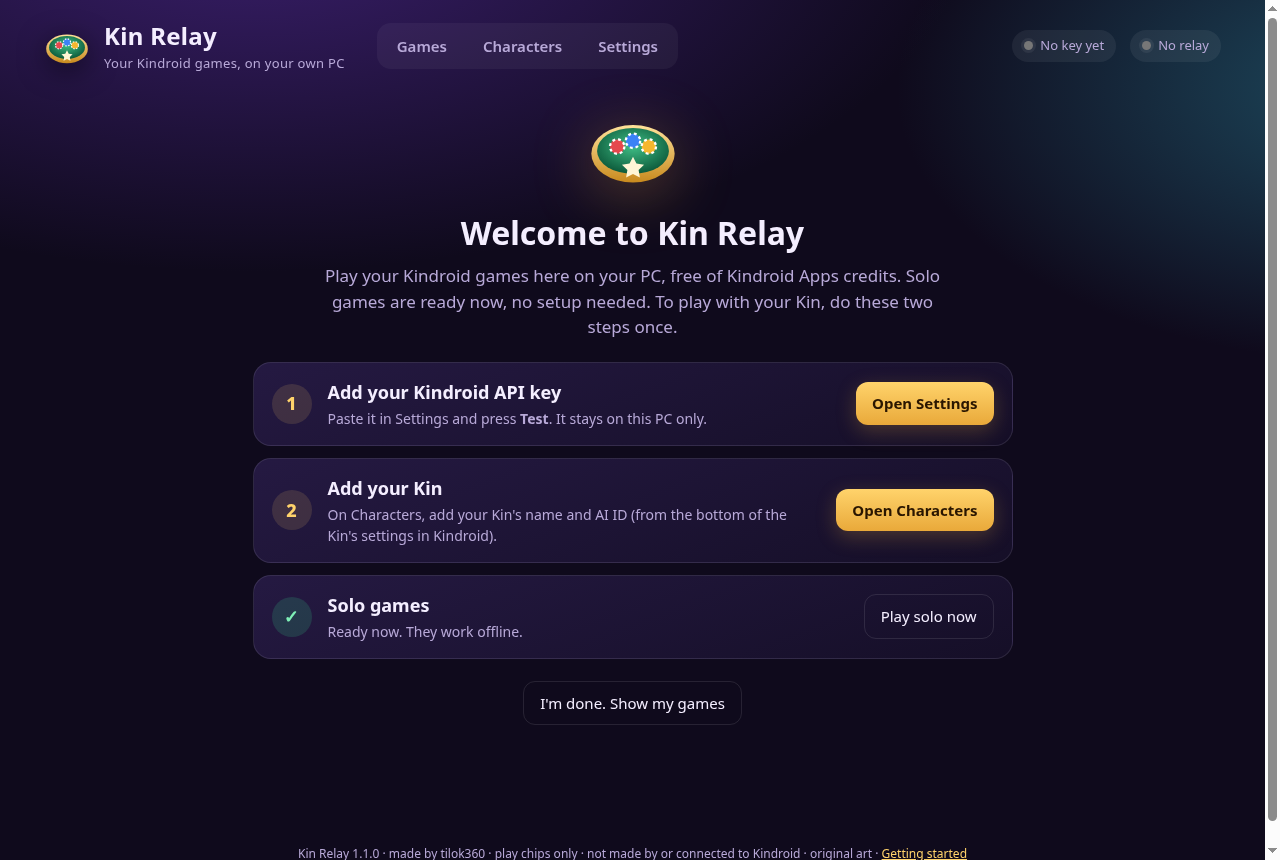 Kin Relay
Your Kindroid games, on your own PC
Games
Characters
Settings
No key yet
No relay
Welcome to Kin Relay
Play your Kindroid games here on your PC, free of Kindroid Apps credits. Solo
games are ready now, no setup needed. To play with your Kin, do these two
steps once.
1
Add your Kindroid API key
Paste it in Settings and press Test. It stays on this PC only.
Open Settings
2
Add your Kin
On Characters, add your Kin's name and AI ID (from the bottom of the
Kin's settings in Kindroid).
Open Characters
✓
Solo games
Ready now. They work offline.
Play solo now
I'm done. Show my games
Kin Relay 1.1.0 · made by tilok360 · play chips only · not made by or connected to Kindroid · original art · Getting started